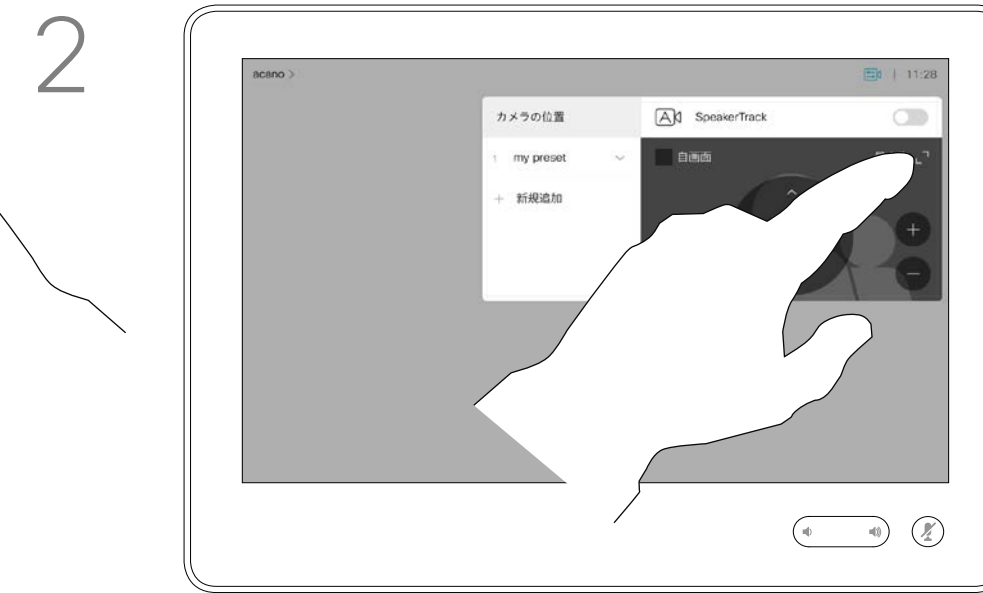 2
acano > 11:28
カメラの位置 SpeakerTrack
1 my preset 自画面
+ 新規追加